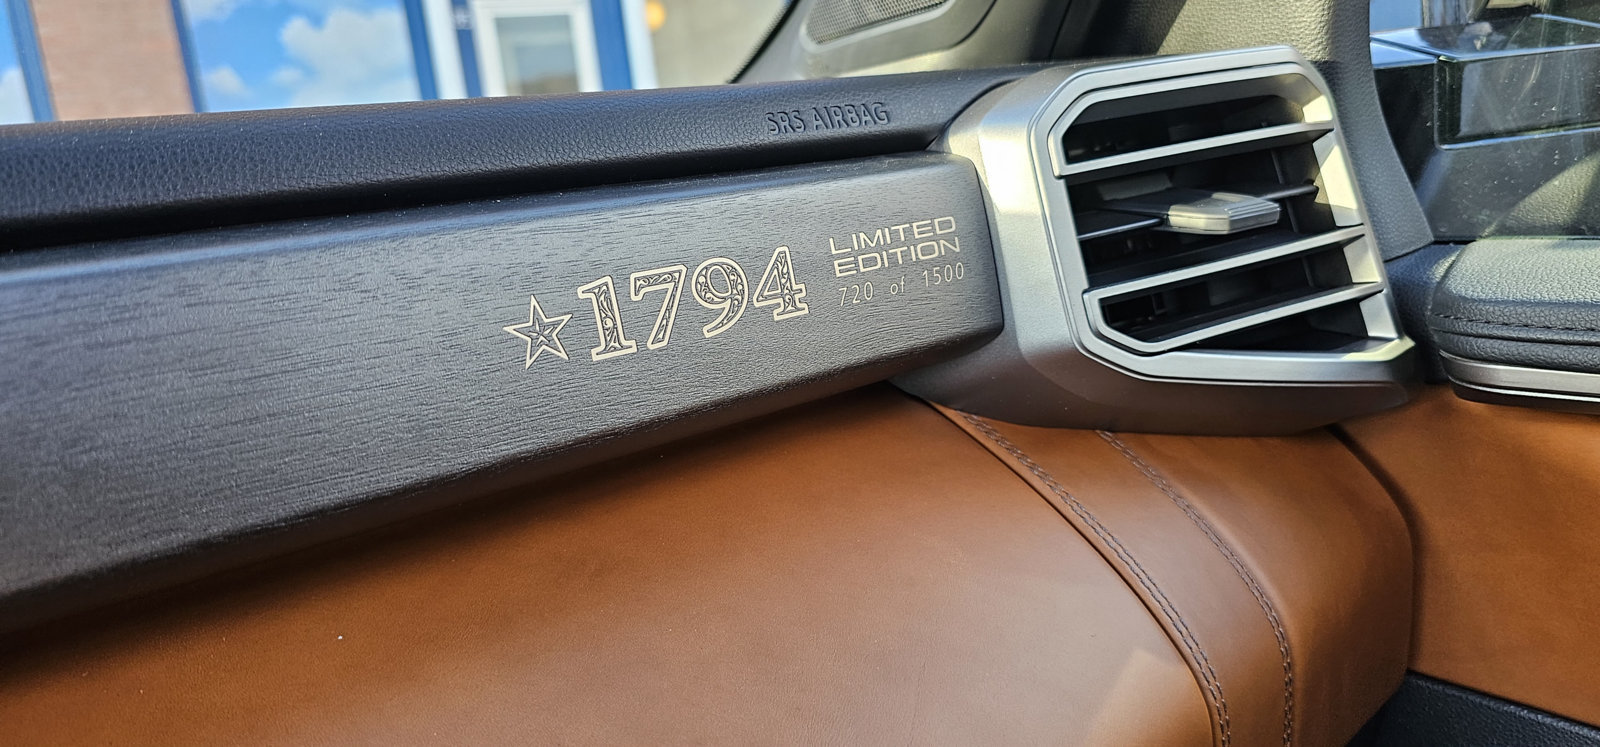 SRS AIRBAG
1794
LIMITED
EDITION
720 of 1500